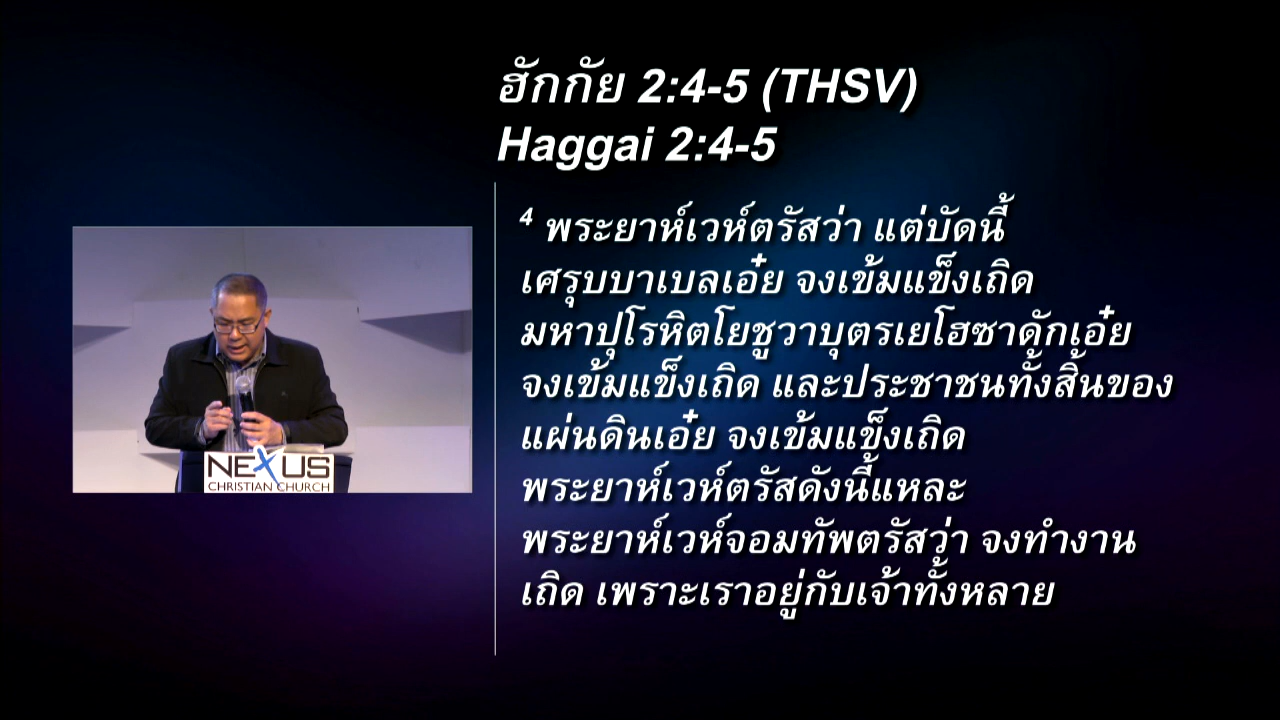 ฮักกัย 2:4-5 (THSV)
Haggai 2:4-5
4 พระยาห์เวห์ตรัสว่า แต่บัดนี้
เศรุบบาเบลเอ๋ย จงเข้มแข็งเถิด
มหาปุโรหิตโยชูวาบุตรเยโฮซาดักเอ๋ย
จงเข้มแข็งเถิด และประชาชนทั้งสิ้นของ
แผ่นดินเอ๋ย จงเข้มแข็งเถิด
พระยาห์เวห์ตรัสดังนี้แหละ
พระยาห์เวห์จอมทัพตรัสว่า จงทำงาน
เถิด เพราะเราอยู่กับเจ้าทั้งหลาย
NEXUS
CHRISTIAN CHURCH